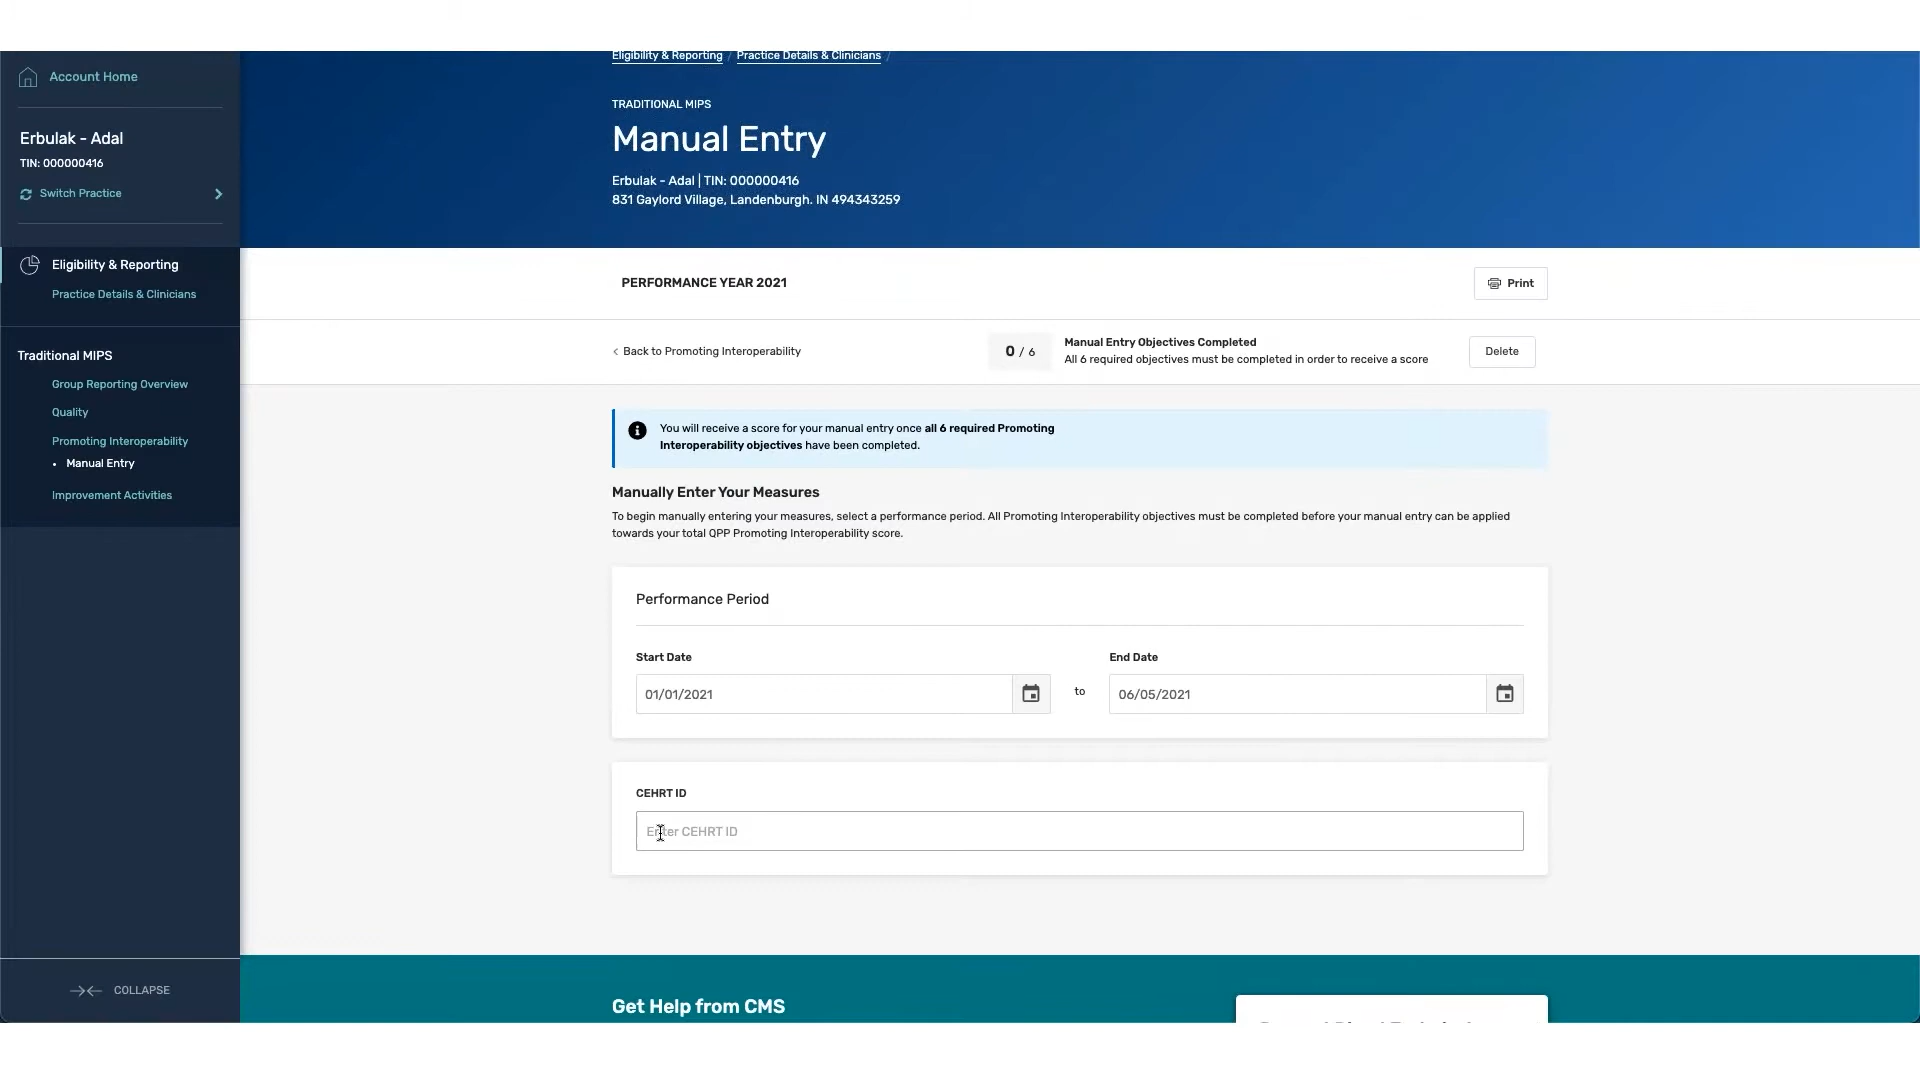 Account Home
Erbulak - Adal
TIN: 000000416
Switch Practice
Eligibility & Reporting
Practice Details & Clinicians
Traditional MIPS
Group Reporting Overview
Quality
Promoting Interoperability
• Manual Entry
Improvement Activities
COLLAPSE
Eligibility & Reporting / Practice Details & Clinicians /
TRADITIONAL MIPS
Manual Entry
Erbulak - Adal | TIN: 000000416
831 Gaylord Village, Landenburgh. IN 494343259
PERFORMANCE YEAR 2021
Print
< Back to Promoting Interoperability
0 / 6
Manual Entry Objectives Completed
All 6 required objectives must be completed in order to receive a score
Delete
You will receive a score for your manual entry once all 6 required Promoting
Interoperability objectives have been completed.
Manually Enter Your Measures
To begin manually entering your measures, select a performance period. All Promoting Interoperability objectives must be completed before your manual entry can be applied
towards your total QPP Promoting Interoperability score.
Performance Period
Start Date
01/01/2021
to
End Date
06/05/2021
CEHRT ID
Enter CEHRT ID
Get Help from CMS